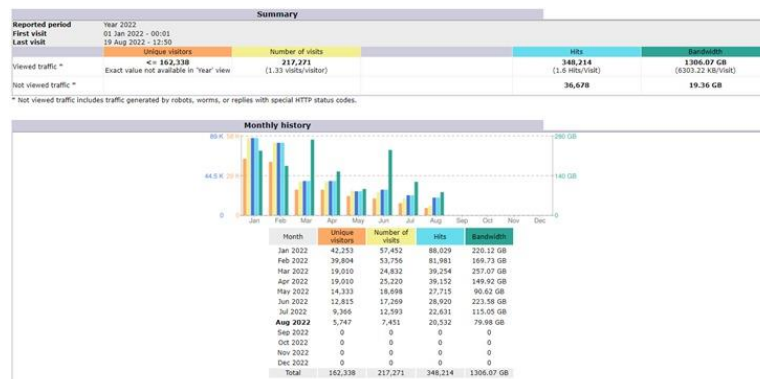 Summary
Reported period Year 2022
First visit 01 Jan 2022 - 00:01
Last visit 19 Aug 2022 - 12:50
Unique visitors Number of visits Hits Bandwidth
Viewed traffic * <= 162,338 217,271 348,214 1306.07 GB
Exact value not available in 'Year' view (1.33 visits/visitor) (1.6 Hits/Visit) (6303.22 KB/Visit)
Not viewed traffic * 36,678 19.36 GB
* Not viewed traffic includes traffic generated by robots, worms, or replies with special HTTP status codes.
Monthly history
280 GB
44.5 K 140 GB
0 0 0
Jan Feb Mar Apr May Jun Jul Aug Sep Oct Nov Dec
Month Unique visitors Number of visits Hits Bandwidth
Jan 2022 42,253 57,452 88,029 220.12 GB
Feb 2022 39,804 53,756 81,981 169.73 GB
Mar 2022 19,010 24,832 39,254 257.07 GB
Apr 2022 19,010 25,220 39,152 149.92 GB
May 2022 14,333 18,698 27,715 90.62 GB
Jun 2022 12,815 17,269 28,920 223.58 GB
Jul 2022 9,366 12,593 22,631 115.05 GB
Aug 2022 5,747 7,451 20,532 79.98 GB
Sep 2022 0 0 0 0
Oct 2022 0 0 0 0
Nov 2022 0 0 0 0
Dec 2022 0 0 0 0
Total 162,338 217,271 348,214 1306.07 GB